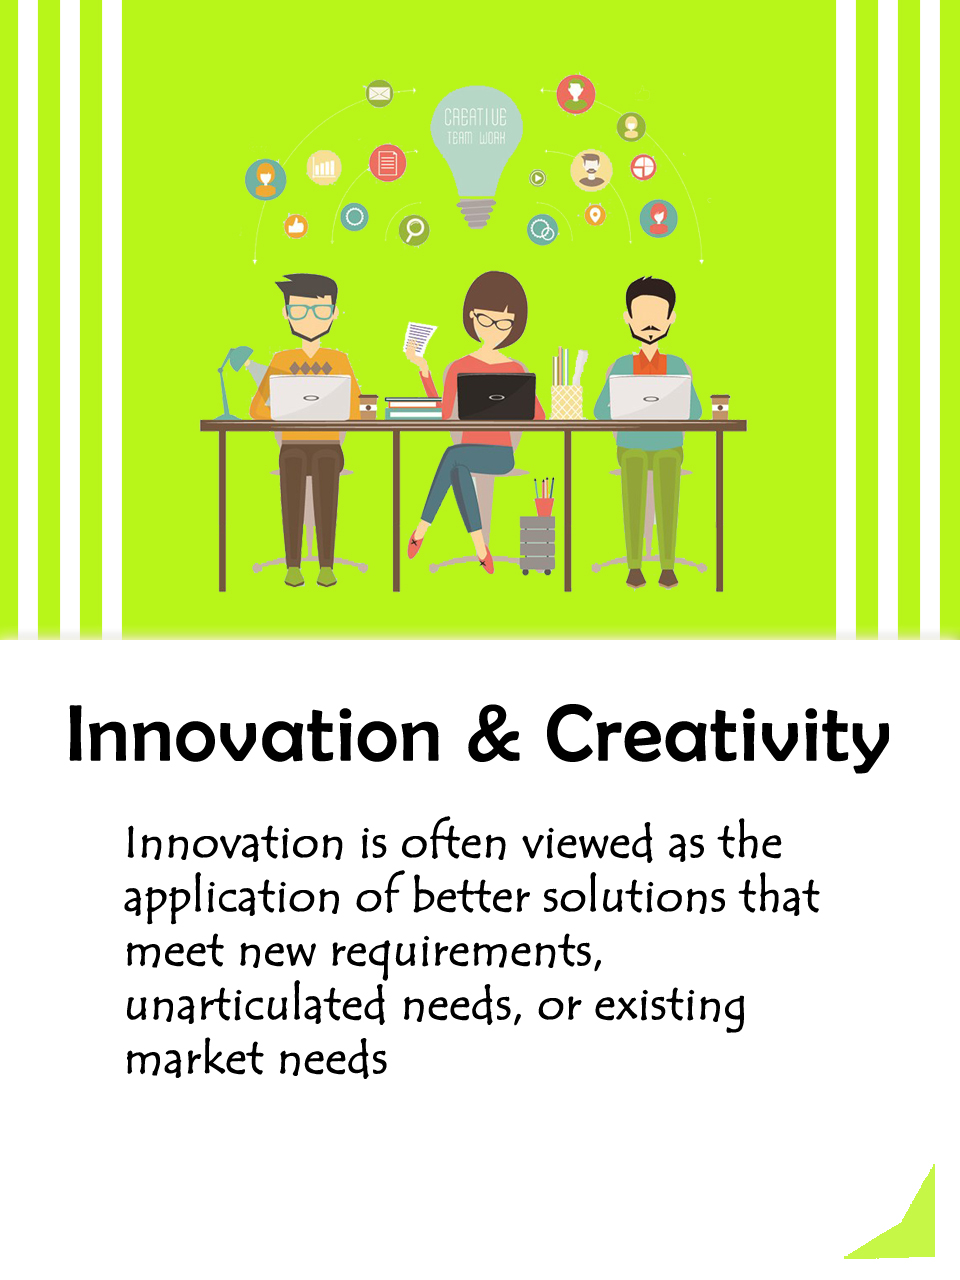 CREATIVE
TEAM WORK
Innovation & Creativity
Innovation is often viewed as the
application of better solutions that
meet new requirements,
unarticulated needs, or existing
market needs